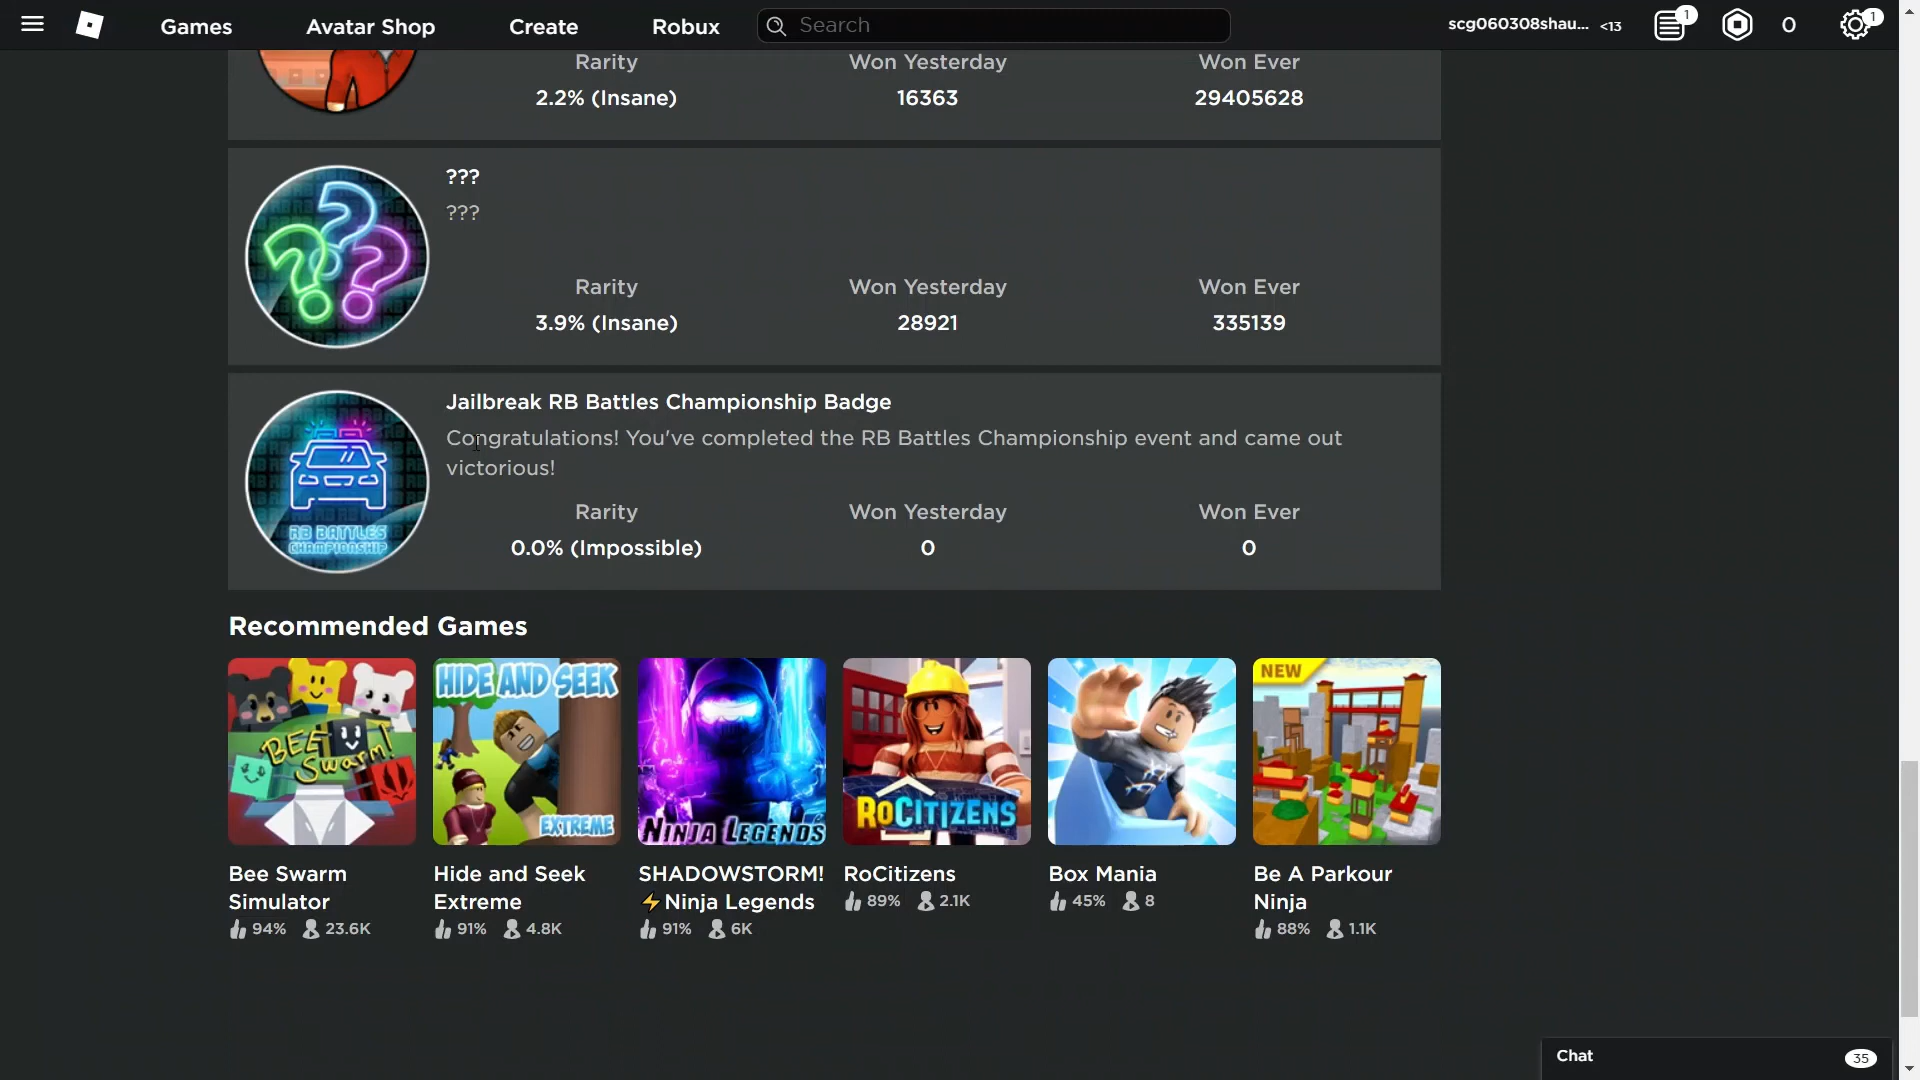 Games Avatar Shop Create Robux Search scg060308shau... <13 1 0 1
Rarity Won Yesterday Won Ever
2.2% (Insane) 16363 29405628
???
???
Rarity Won Yesterday Won Ever
3.9% (Insane) 28921 335139
Jailbreak RB Battles Championship Badge
Congratulations! You've completed the RB Battles Championship event and came out
victorious!
RB BATTLES
CHAMPIONSHIP
Rarity Won Yesterday Won Ever
0.0% (Impossible) 0 0
Recommended Games
BEE Swarm!
HIDE AND SEEK
EXTREME
NINJA LEGENDS
ROCITIZENS
NEW
Bee Swarm
Simulator
94% 23.6K
Hide and Seek
Extreme
91% 4.8K
SHADOWSTORM!
⚡Ninja Legends
91% 6K
RoCitizens
89% 2.1K
Box Mania
45% 8
Be A Parkour
Ninja
88% 1.1K
Chat 35